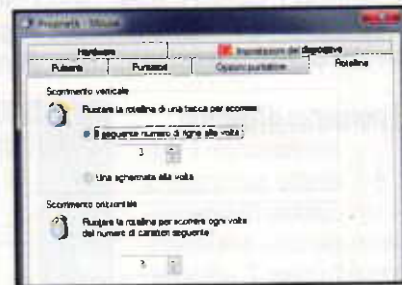 Proprietà - Mouse
Hardware
Impostazioni del dispositivo
Pulsanti
Puntatori
Opzioni puntatore
Rotellina
Scorrimento verticale
Ruotare la rotellina di una tacca per scorrere:
Il seguente numero di righe alla volta:
3
Una schermata alla volta
Scorrimento orizzontale
Ruotare la rotellina per scorrere ogni volta
del numero di caratteri seguente:
3